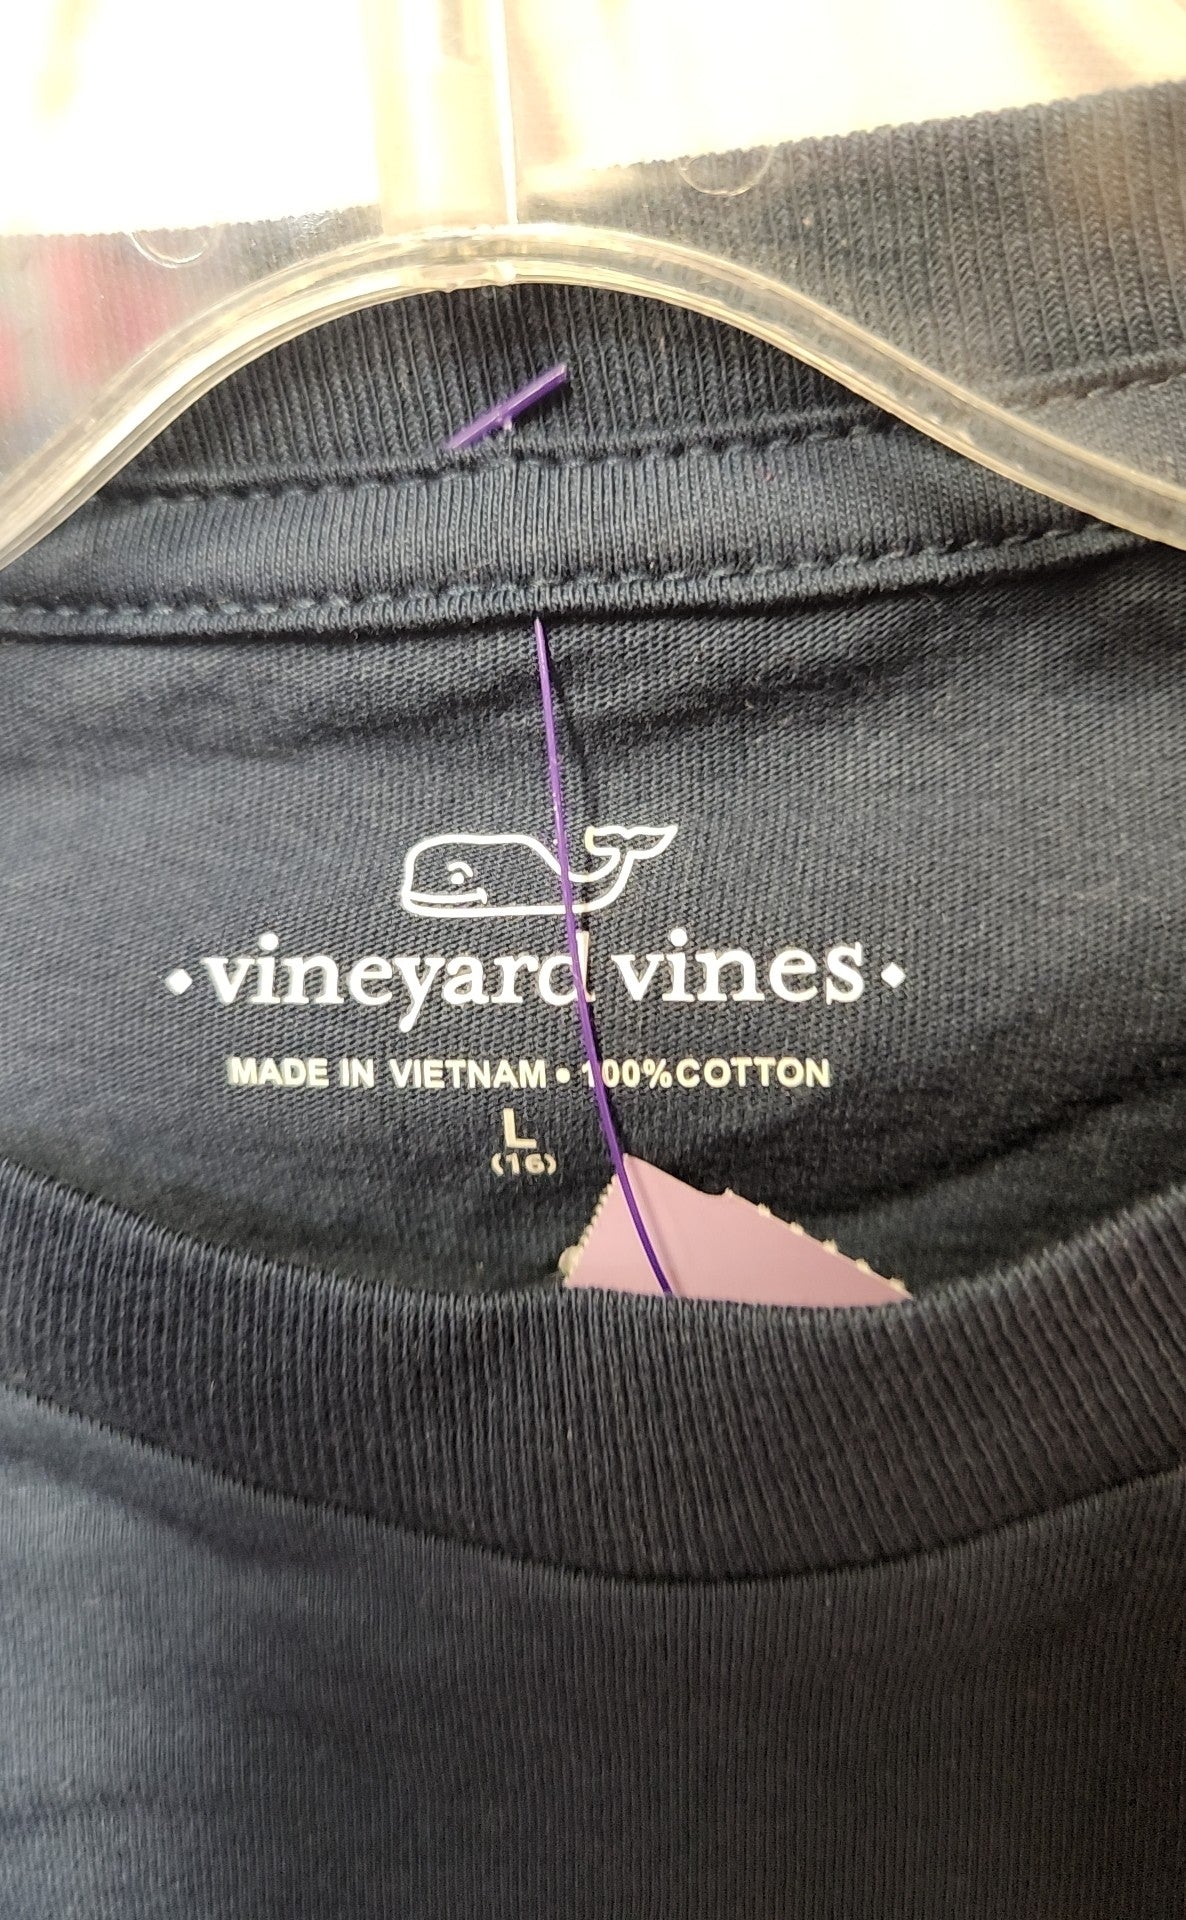 •vineyard vines•
MADE IN VIETNAM • 100%COTTON
L
(16)